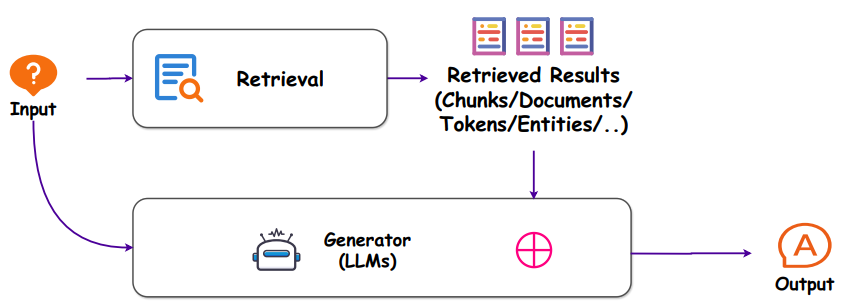 ?
Input
Retrieval
Retrieved Results
(Chunks/Documents/
Tokens/Entities/..)
Generator
(LLMs)
A
Output